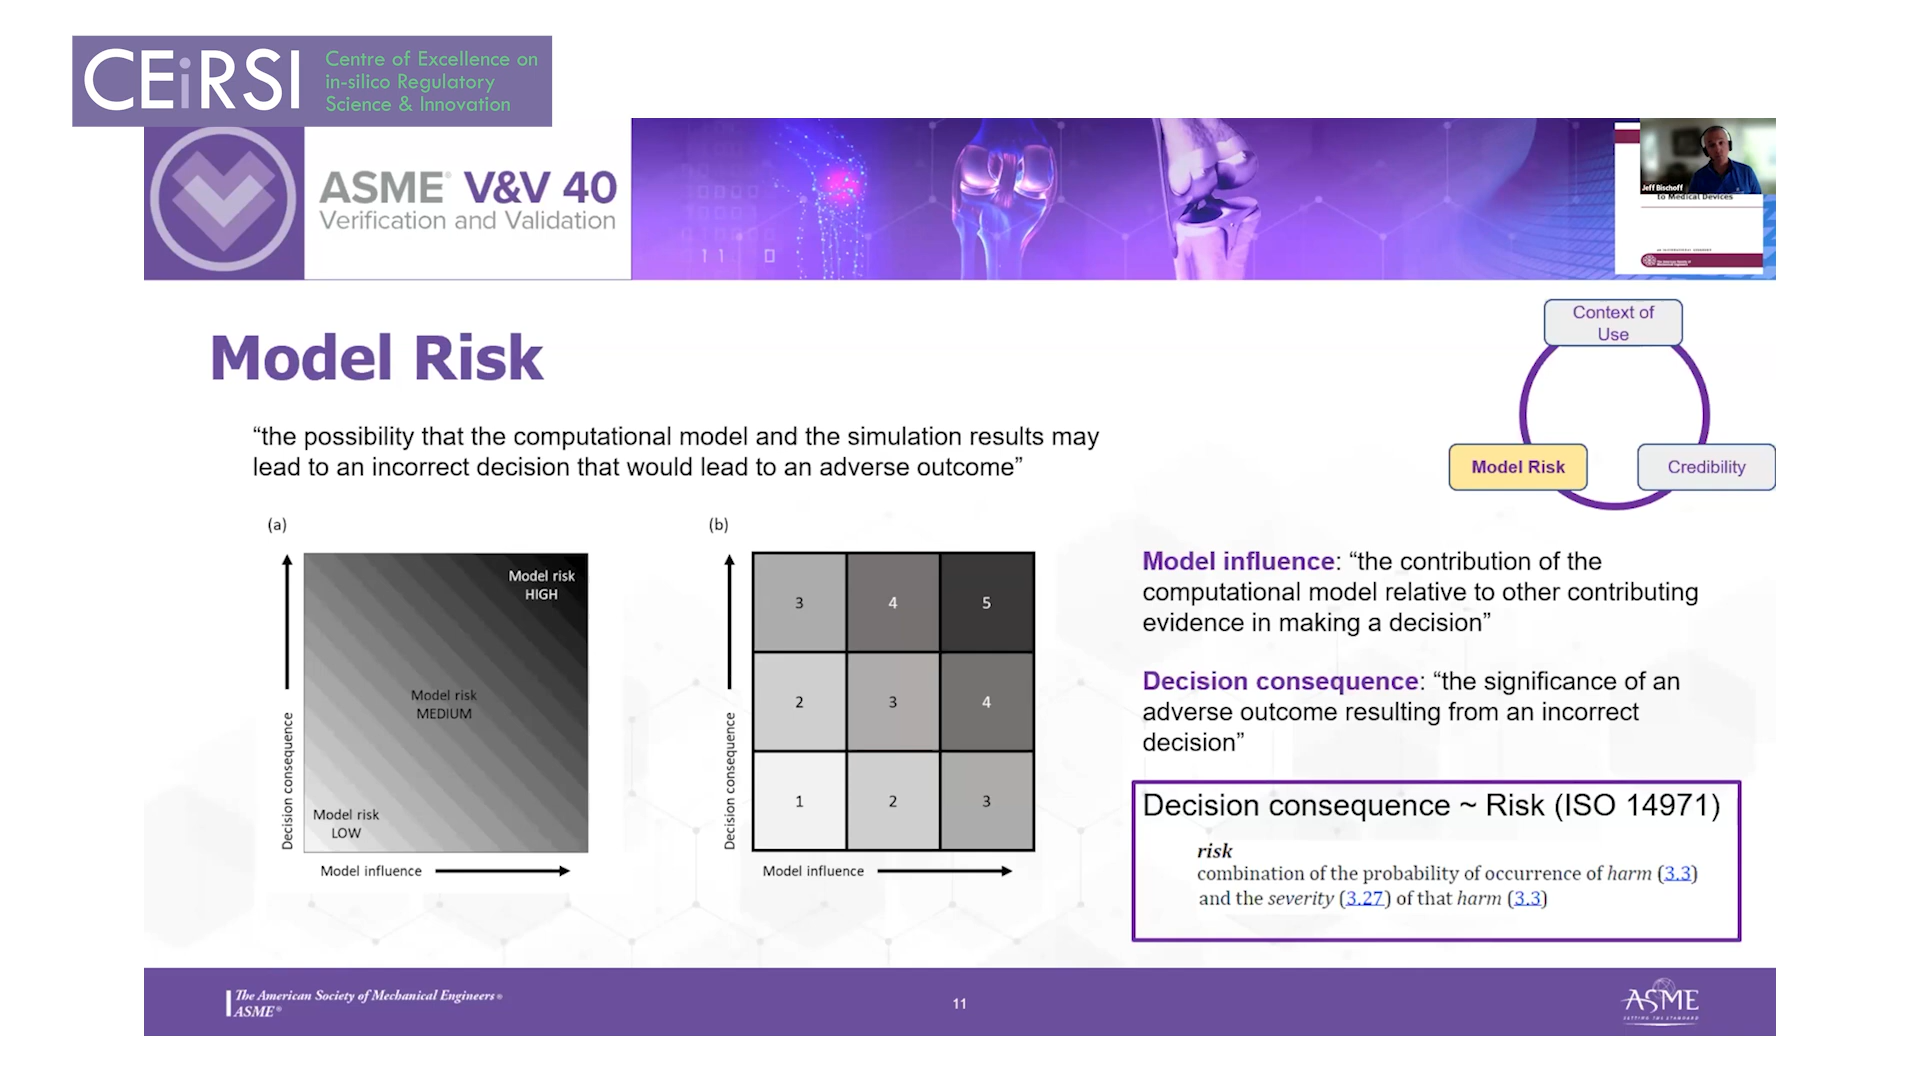 CEiRSI
Centre of Excellence on
in-silico Regulatory
Science & Innovation
ASME® V&V 40
Verification and Validation
11 0
Jeff Bischoff
to Medical Devices
Context of
Use
Model Risk
Credibility
Model Risk
“the possibility that the computational model and the simulation results may
lead to an incorrect decision that would lead to an adverse outcome”
(a)
Decision consequence
Model risk
HIGH
Model risk
MEDIUM
Model risk
LOW
Model influence
(b)
Decision consequence
3 4 5
2 3 4
1 2 3
Model influence
Model influence: “the contribution of the
computational model relative to other contributing
evidence in making a decision”
Decision consequence: “the significance of an
adverse outcome resulting from an incorrect
decision”
Decision consequence ~ Risk (ISO 14971)
risk
combination of the probability of occurrence of harm (3.3)
and the severity (3.27) of that harm (3.3)
The American Society of Mechanical Engineers®
ASME®
11
ASME
SETTING THE STANDARD